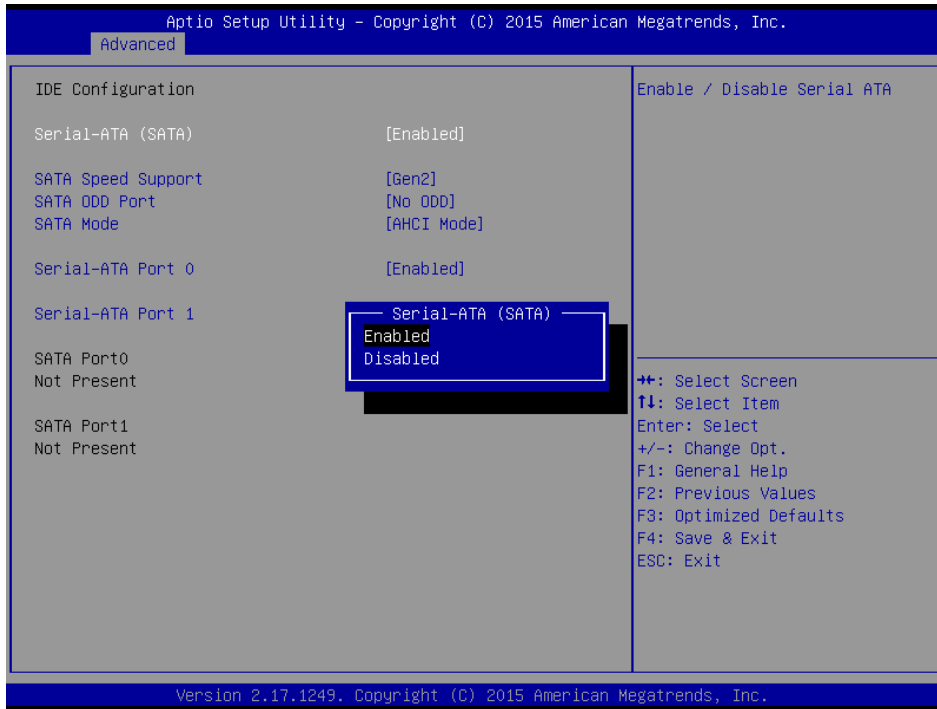 Aptio Setup Utility – Copyright (C) 2015 American Megatrends, Inc.
Advanced
IDE Configuration
Serial-ATA (SATA) [Enabled]
SATA Speed Support [Gen2]
SATA ODD Port [No ODD]
SATA Mode [AHCI Mode]
Serial-ATA Port 0 [Enabled]
Serial-ATA Port 1
SATA Port0
Not Present
SATA Port1
Not Present
Serial-ATA (SATA)
Enabled
Disabled
Enable / Disable Serial ATA
→←: Select Screen
↑↓: Select Item
Enter: Select
+/-: Change Opt.
F1: General Help
F2: Previous Values
F3: Optimized Defaults
F4: Save & Exit
ESC: Exit
Version 2.17.1249. Copyright (C) 2015 American Megatrends, Inc.